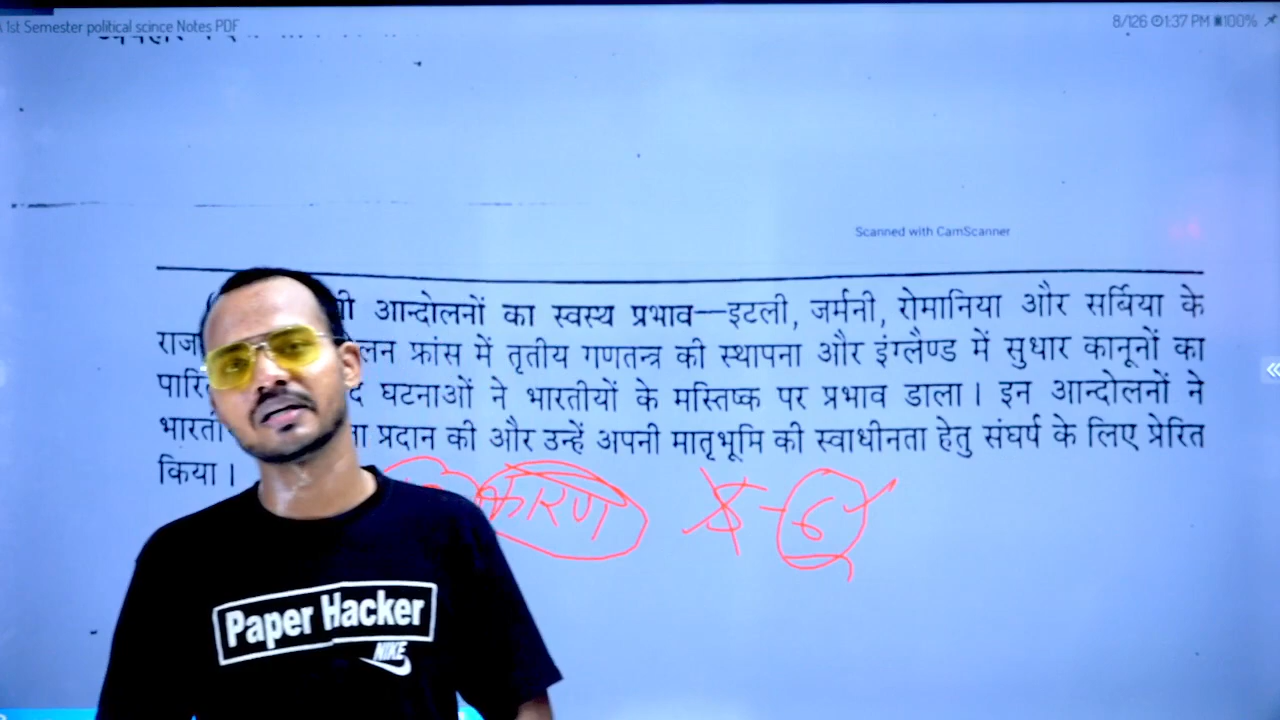 1st Semester political scince Notes PDF
8/126 1:37 PM 100%
Scanned with CamScanner
आन्दोलनों का स्वस्थ प्रभाव—इटली, जर्मनी, रोमानिया और सर्बिया के
फ्रांस में तृतीय गणतन्त्र की स्थापना और इंग्लैण्ड में सुधार कानूनों का
घटनाओं ने भारतीयों के मस्तिष्क पर प्रभाव डाला। इन आन्दोलनों ने
प्रदान की और उन्हें अपनी मातृभूमि की स्वाधीनता हेतु संघर्ष के लिए प्रेरित
किया।
कारण
Paper Hacker
NIKE